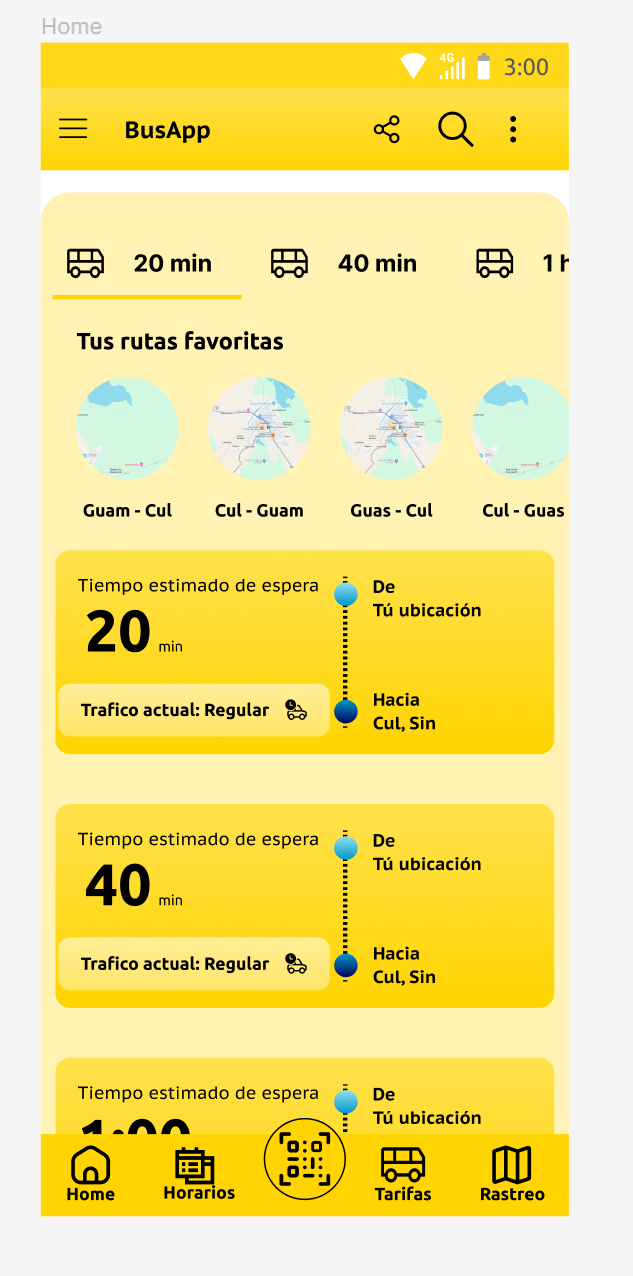 Home
4G 3:00
BusApp
20 min 40 min 1 h
Tus rutas favoritas
Guam - Cul Cul - Guam Guas - Cul Cul - Guas
Tiempo estimado de espera
20 min
Trafico actual: Regular
De
Tú ubicación
Hacia
Cul, Sin
Tiempo estimado de espera
40 min
Trafico actual: Regular
De
Tú ubicación
Hacia
Cul, Sin
Tiempo estimado de espera
1:00
De
Tú ubicación
Home Horarios Tarifas Rastreo